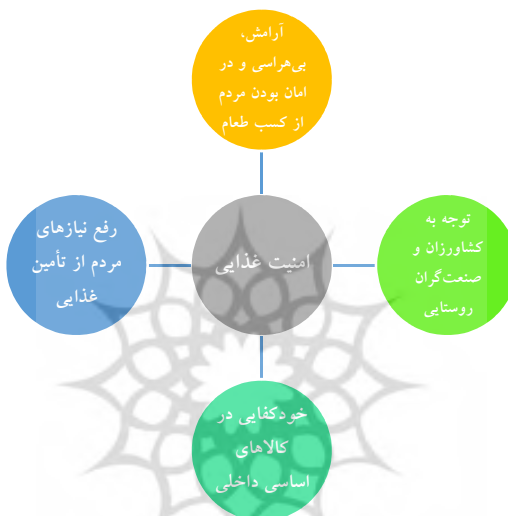 آرامش،
بی‌هراسی و در
امان بودن مردم
از کسب طعام
توجه به
کشاورزان و
صنعت‌گران
روستایی
امنیت غذایی
رفع نیازهای
مردم از تأمین
غذایی
خودکفایی در
کالاهای
اساسی داخلی